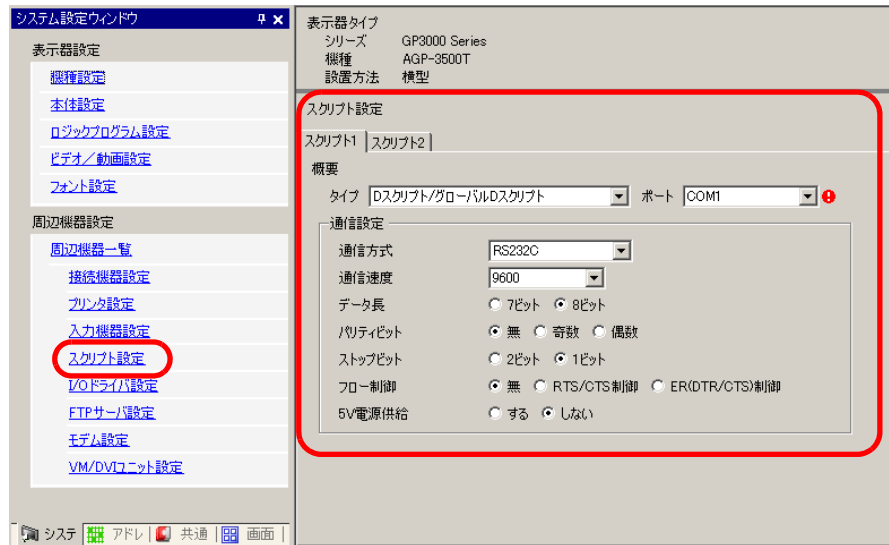 システム設定ウィンドウ
表示器設定
機種設定
本体設定
ロジックプログラム設定
ビデオ／動画設定
フォント設定
周辺機器設定
周辺機器一覧
接続機器設定
プリンタ設定
入力機器設定
スクリプト設定
I/Oドライバ設定
FTPサーバ設定
モデム設定
VM/DVIユニット設定
システ アドレ 共通 画面
表示器タイプ
シリーズ GP3000 Series
機種 AGP-3500T
設置方法 横型
スクリプト設定
スクリプト1 スクリプト2
概要
タイプ Dスクリプト/グローバルDスクリプト ポート COM1
通信設定
通信方式 RS232C
通信速度 9600
データ長 7ビット 8ビット
パリティビット 無 奇数 偶数
ストップビット 2ビット 1ビット
フロー制御 無 RTS/CTS制御 ER(DTR/CTS)制御
5V電源供給 する しない